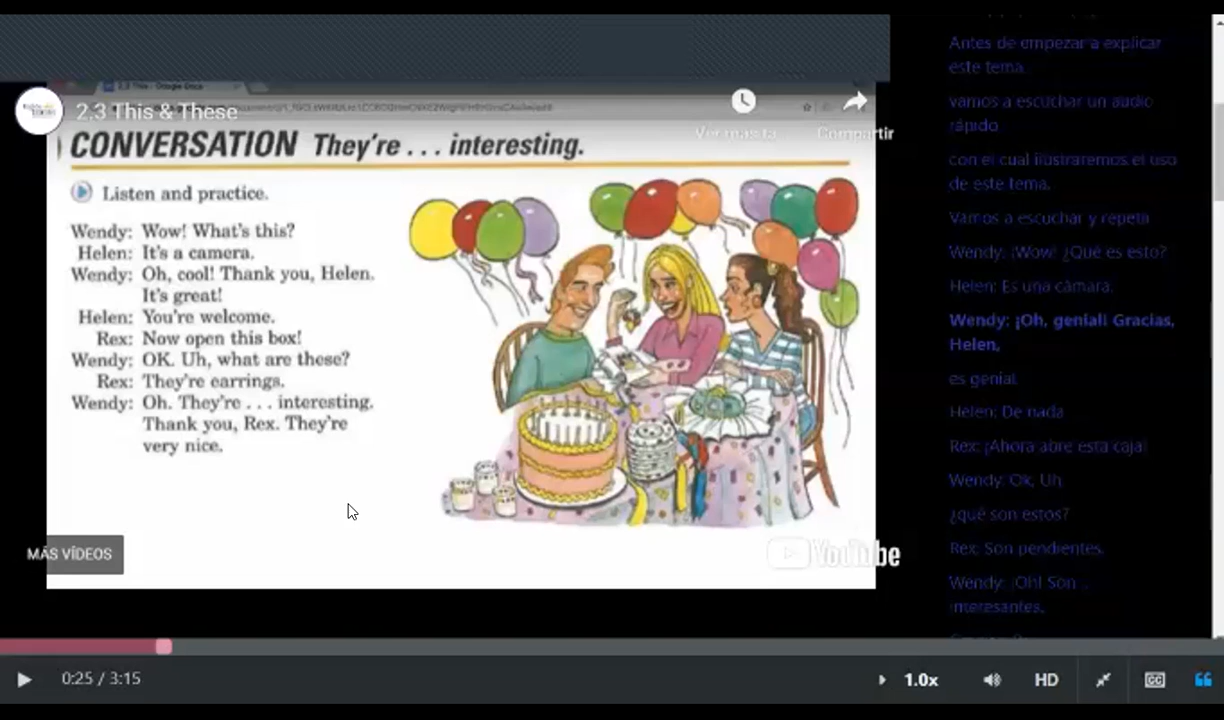 2.3 This & These
Ver más ta...
Compartir
CONVERSATION They're . . . interesting.
Listen and practice.
Wendy: Wow! What's this?
Helen: It's a camera.
Wendy: Oh, cool! Thank you, Helen.
It's great!
Helen: You're welcome.
Rex: Now open this box!
Wendy: OK. Uh, what are these?
Rex: They're earrings.
Wendy: Oh. They're . . . interesting.
Thank you, Rex. They're
very nice.
MÁS VÍDEOS
YouTube
Antes de empezar a explicar
este tema.
vamos a escuchar un audio
rápido
con el cual ilustraremos el uso
de este tema.
Vamos a escuchar y repeta
Wendy: ¡Wow! ¿Qué es esto?
Helen: Es una cámara.
Wendy: ¡Oh, genial! Gracias,
Helen,
es genial.
Helen: De nada
Rex: ¡Ahora abre esta caja!
Wendy: Ok, Uh
¿qué son estos?
Rex: Son pendientes.
Wendy: ¡Oh! Son ..
interesantes.
0:25 / 3:15
1.0x
HD
CC